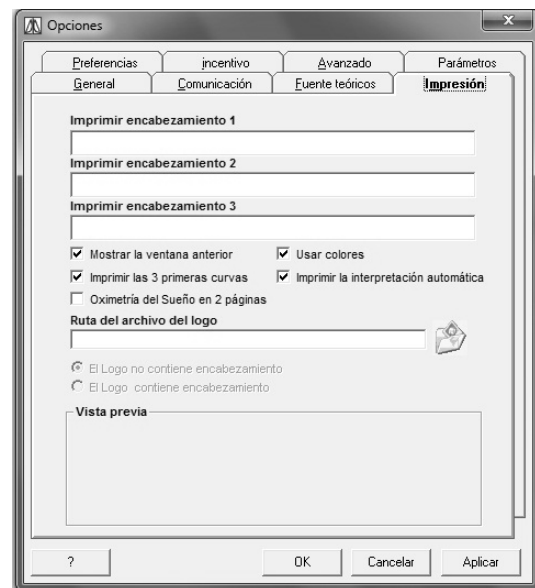 Opciones
Preferencias incentivo Avanzado Parámetros
General Comunicación Fuente teóricos Impresión
Imprimir encabezamiento 1
Imprimir encabezamiento 2
Imprimir encabezamiento 3
Mostrar la ventana anterior Usar colores
Imprimir las 3 primeras curvas Imprimir la interpretación automática
Oximetría del Sueño en 2 páginas
Ruta del archivo del logo
El Logo no contiene encabezamiento
El Logo contiene encabezamiento
Vista previa
? OK Cancelar Aplicar